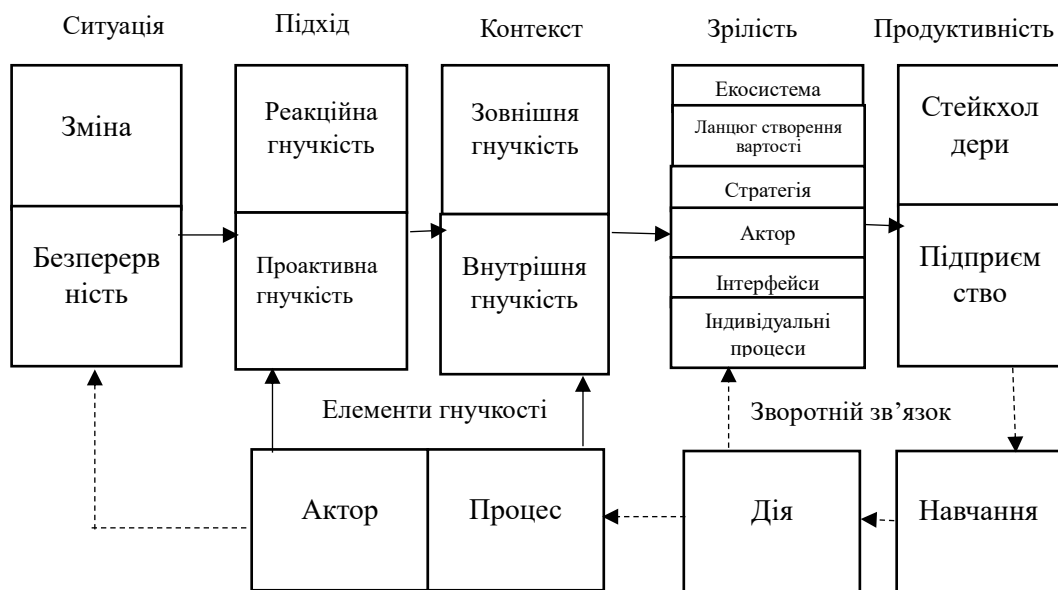 Ситуація
Підхід
Контекст
Зрілість
Продуктивність
Зміна
Безперерв
ність
Реакційна
гнучкість
Проактивна
гнучкість
Зовнішня
гнучкість
Внутрішня
гнучкість
Екосистема
Ланцюг створення
вартості
Стратегія
Актор
Інтерфейси
Індивідуальні
процеси
Стейкхол
дери
Підприєм
ство
Елементи гнучкості
Зворотній зв’язок
Актор
Процес
Дія
Навчання